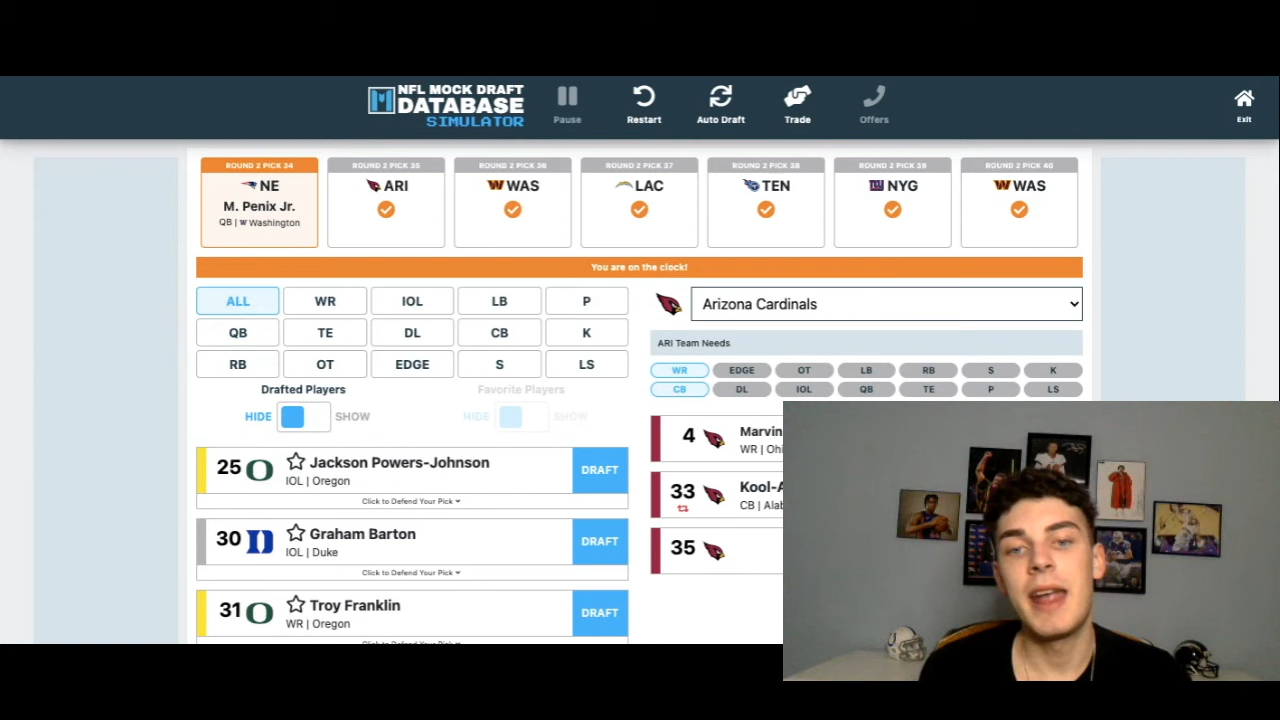 NFL MOCK DRAFT
DATABASE
SIMULATOR
Pause
Restart
Auto Draft
Trade
Offers
Exit
ROUND 2 PICK 34
NE
M. Penix Jr.
QB | W Washington
ROUND 2 PICK 35
ARI
ROUND 2 PICK 36
WAS
ROUND 2 PICK 37
LAC
ROUND 2 PICK 38
TEN
ROUND 2 PICK 39
NYG
ROUND 2 PICK 40
WAS
You are on the clock!
ALL WR IOL LB P
QB TE DL CB K
RB OT EDGE S LS
Drafted Players
HIDE SHOW
Favorite Players
HIDE SHOW
25 O Jackson Powers-Johnson
IOL | Oregon
DRAFT
Click to Defend Your Pick
30 D Graham Barton
IOL | Duke
DRAFT
Click to Defend Your Pick
31 O Troy Franklin
WR | Oregon
DRAFT
Click to Defend Your Pick
Arizona Cardinals
ARI Team Needs
WR EDGE OT LB RB S K
CB DL IOL QB TE P LS
4 Marvin
WR | Ohi
33 Kool-A
CB | Alab
35